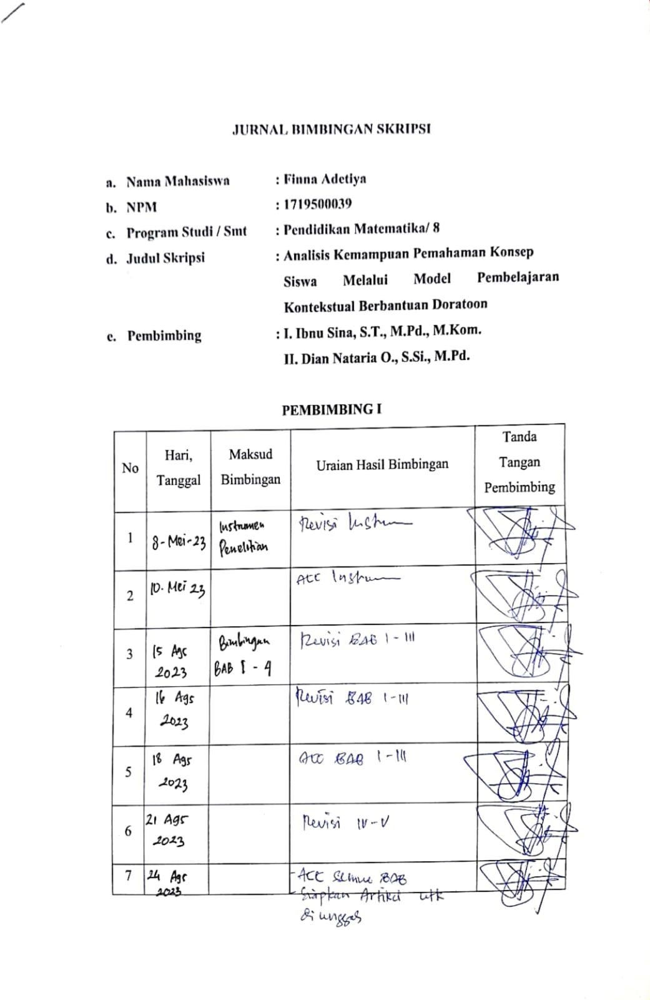 JURNAL BIMBINGAN SKRIPSI
a. Nama Mahasiswa : Finna Adetiya
b. NPM : 1719500039
c. Program Studi / Smt : Pendidikan Matematika/ 8
d. Judul Skripsi : Analisis Kemampuan Pemahaman Konsep
Siswa Melalui Model Pembelajaran
Kontekstual Berbantuan Doratoon
e. Pembimbing : I. Ibnu Sina, S.T., M.Pd., M.Kom.
II. Dian Nataria O., S.Si., M.Pd.
PEMBIMBING I
No Hari, Tanggal Maksud Bimbingan Uraian Hasil Bimbingan Tanda Tangan Pembimbing
1 8-Mei-23 Instrumen Penelitian Revisi Instrum
2 10. Mei 23 ACC Instrum
3 15 Ags 2023 Bimbingan BAB I - 4 Revisi BAB I - III
4 16 Ags 2023 Revisi BAB I-III
5 18 Ags 2023 ACC BAB I-III
6 21 Ags 2023 Revisi IV-V
7 24 Ags 2023 - ACC Semua BAB
- Siapkan Artikel utk
di unggah